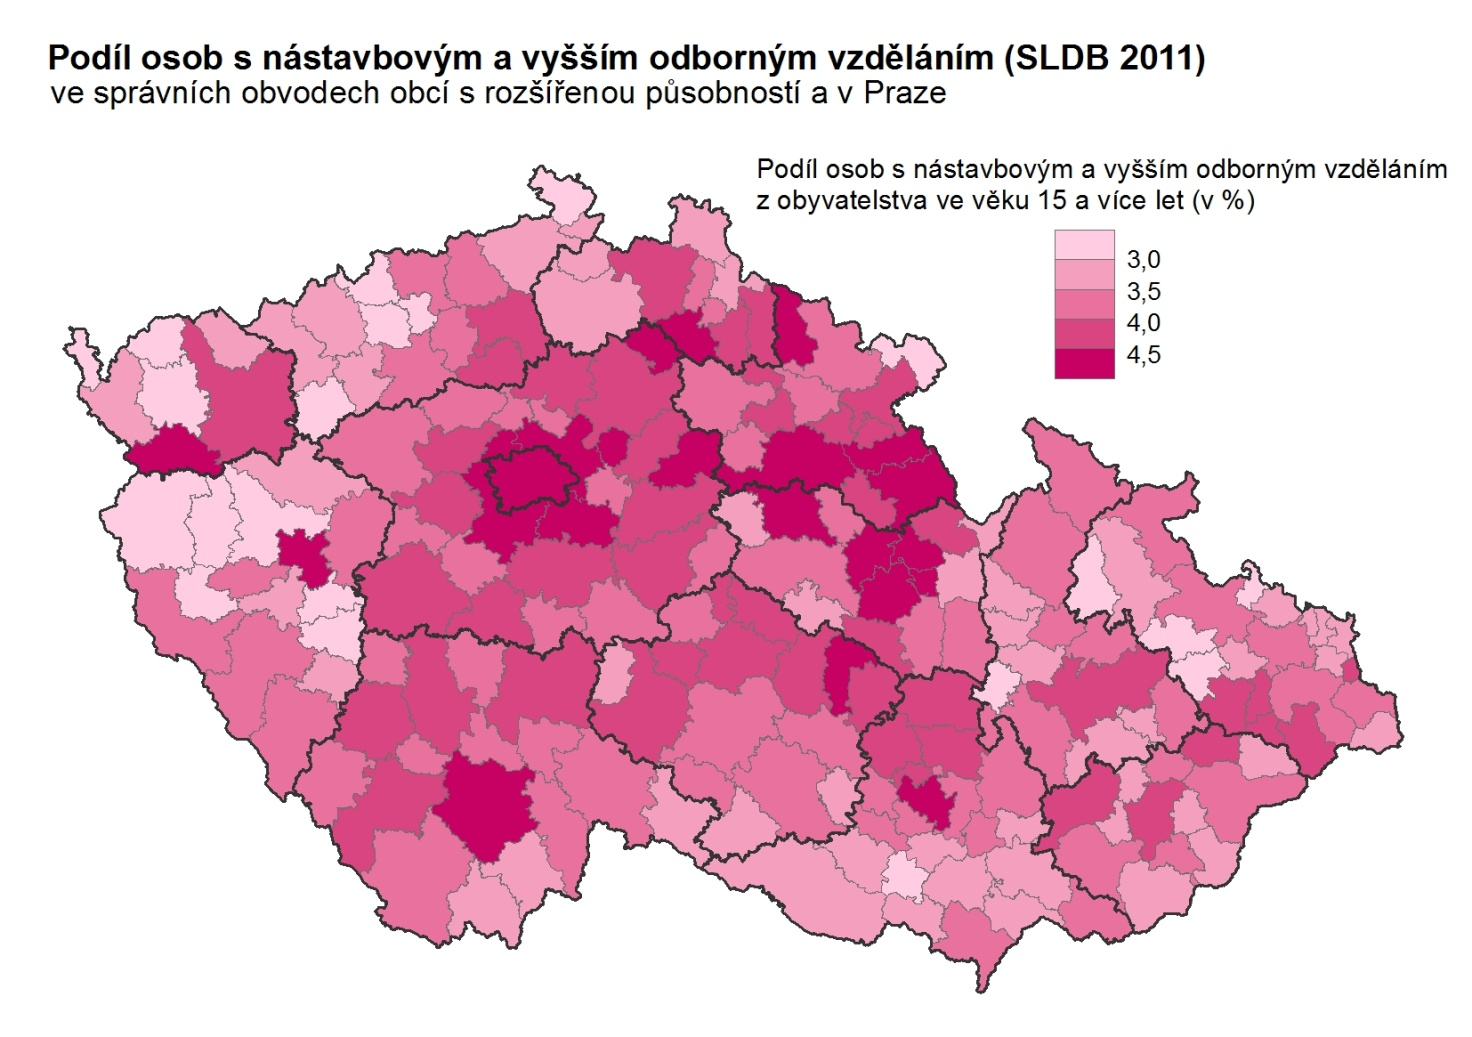 Podíl osob s nástavbovým a vyšším odborným vzděláním (SLDB 2011)
ve správních obvodech obcí s rozšířenou působností a v Praze
Podíl osob s nástavbovým a vyšším odborným vzděláním
z obyvatelstva ve věku 15 a více let (v %)
3,0
3,5
4,0
4,5